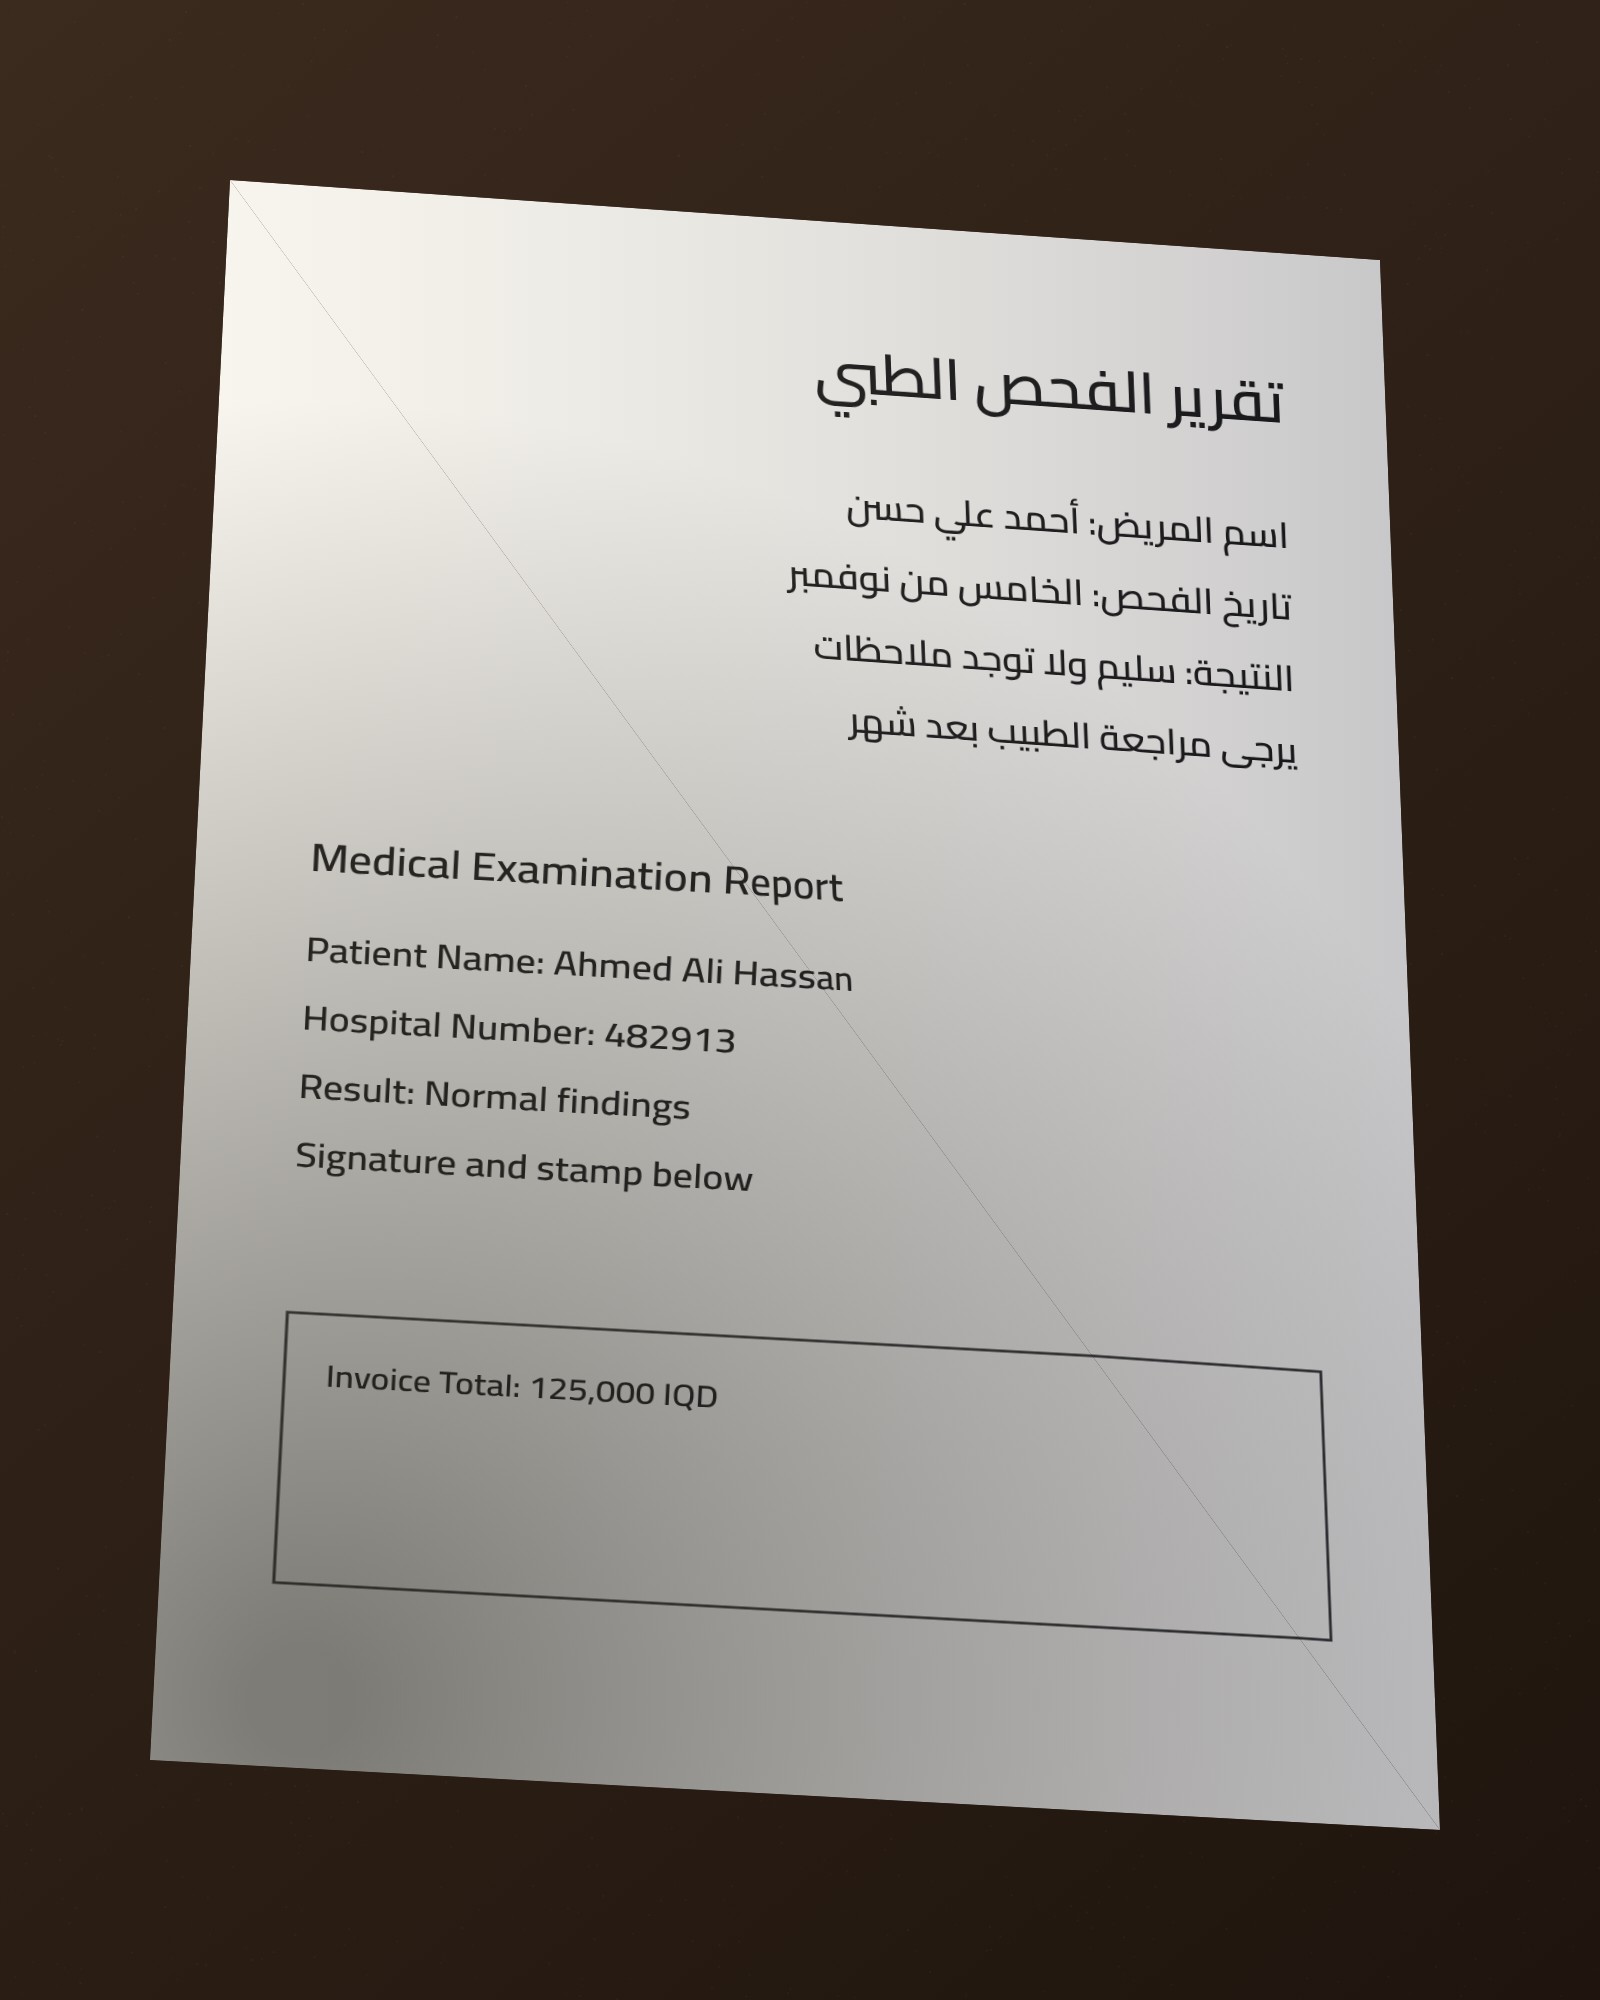 تقرير الفحص الطبي
اسم المريض: أحمد علي حسن
تاريخ الفحص: الخامس من نوفمبر
النتيجة: سليم ولا توجد ملاحظات
يرجى مراجعة الطبيب بعد شهر
Medical Examination Report
Patient Name: Ahmed Ali Hassan
Hospital Number: 482913
Result: Normal findings
Signature and stamp below
Invoice Total: 125,000 IQD